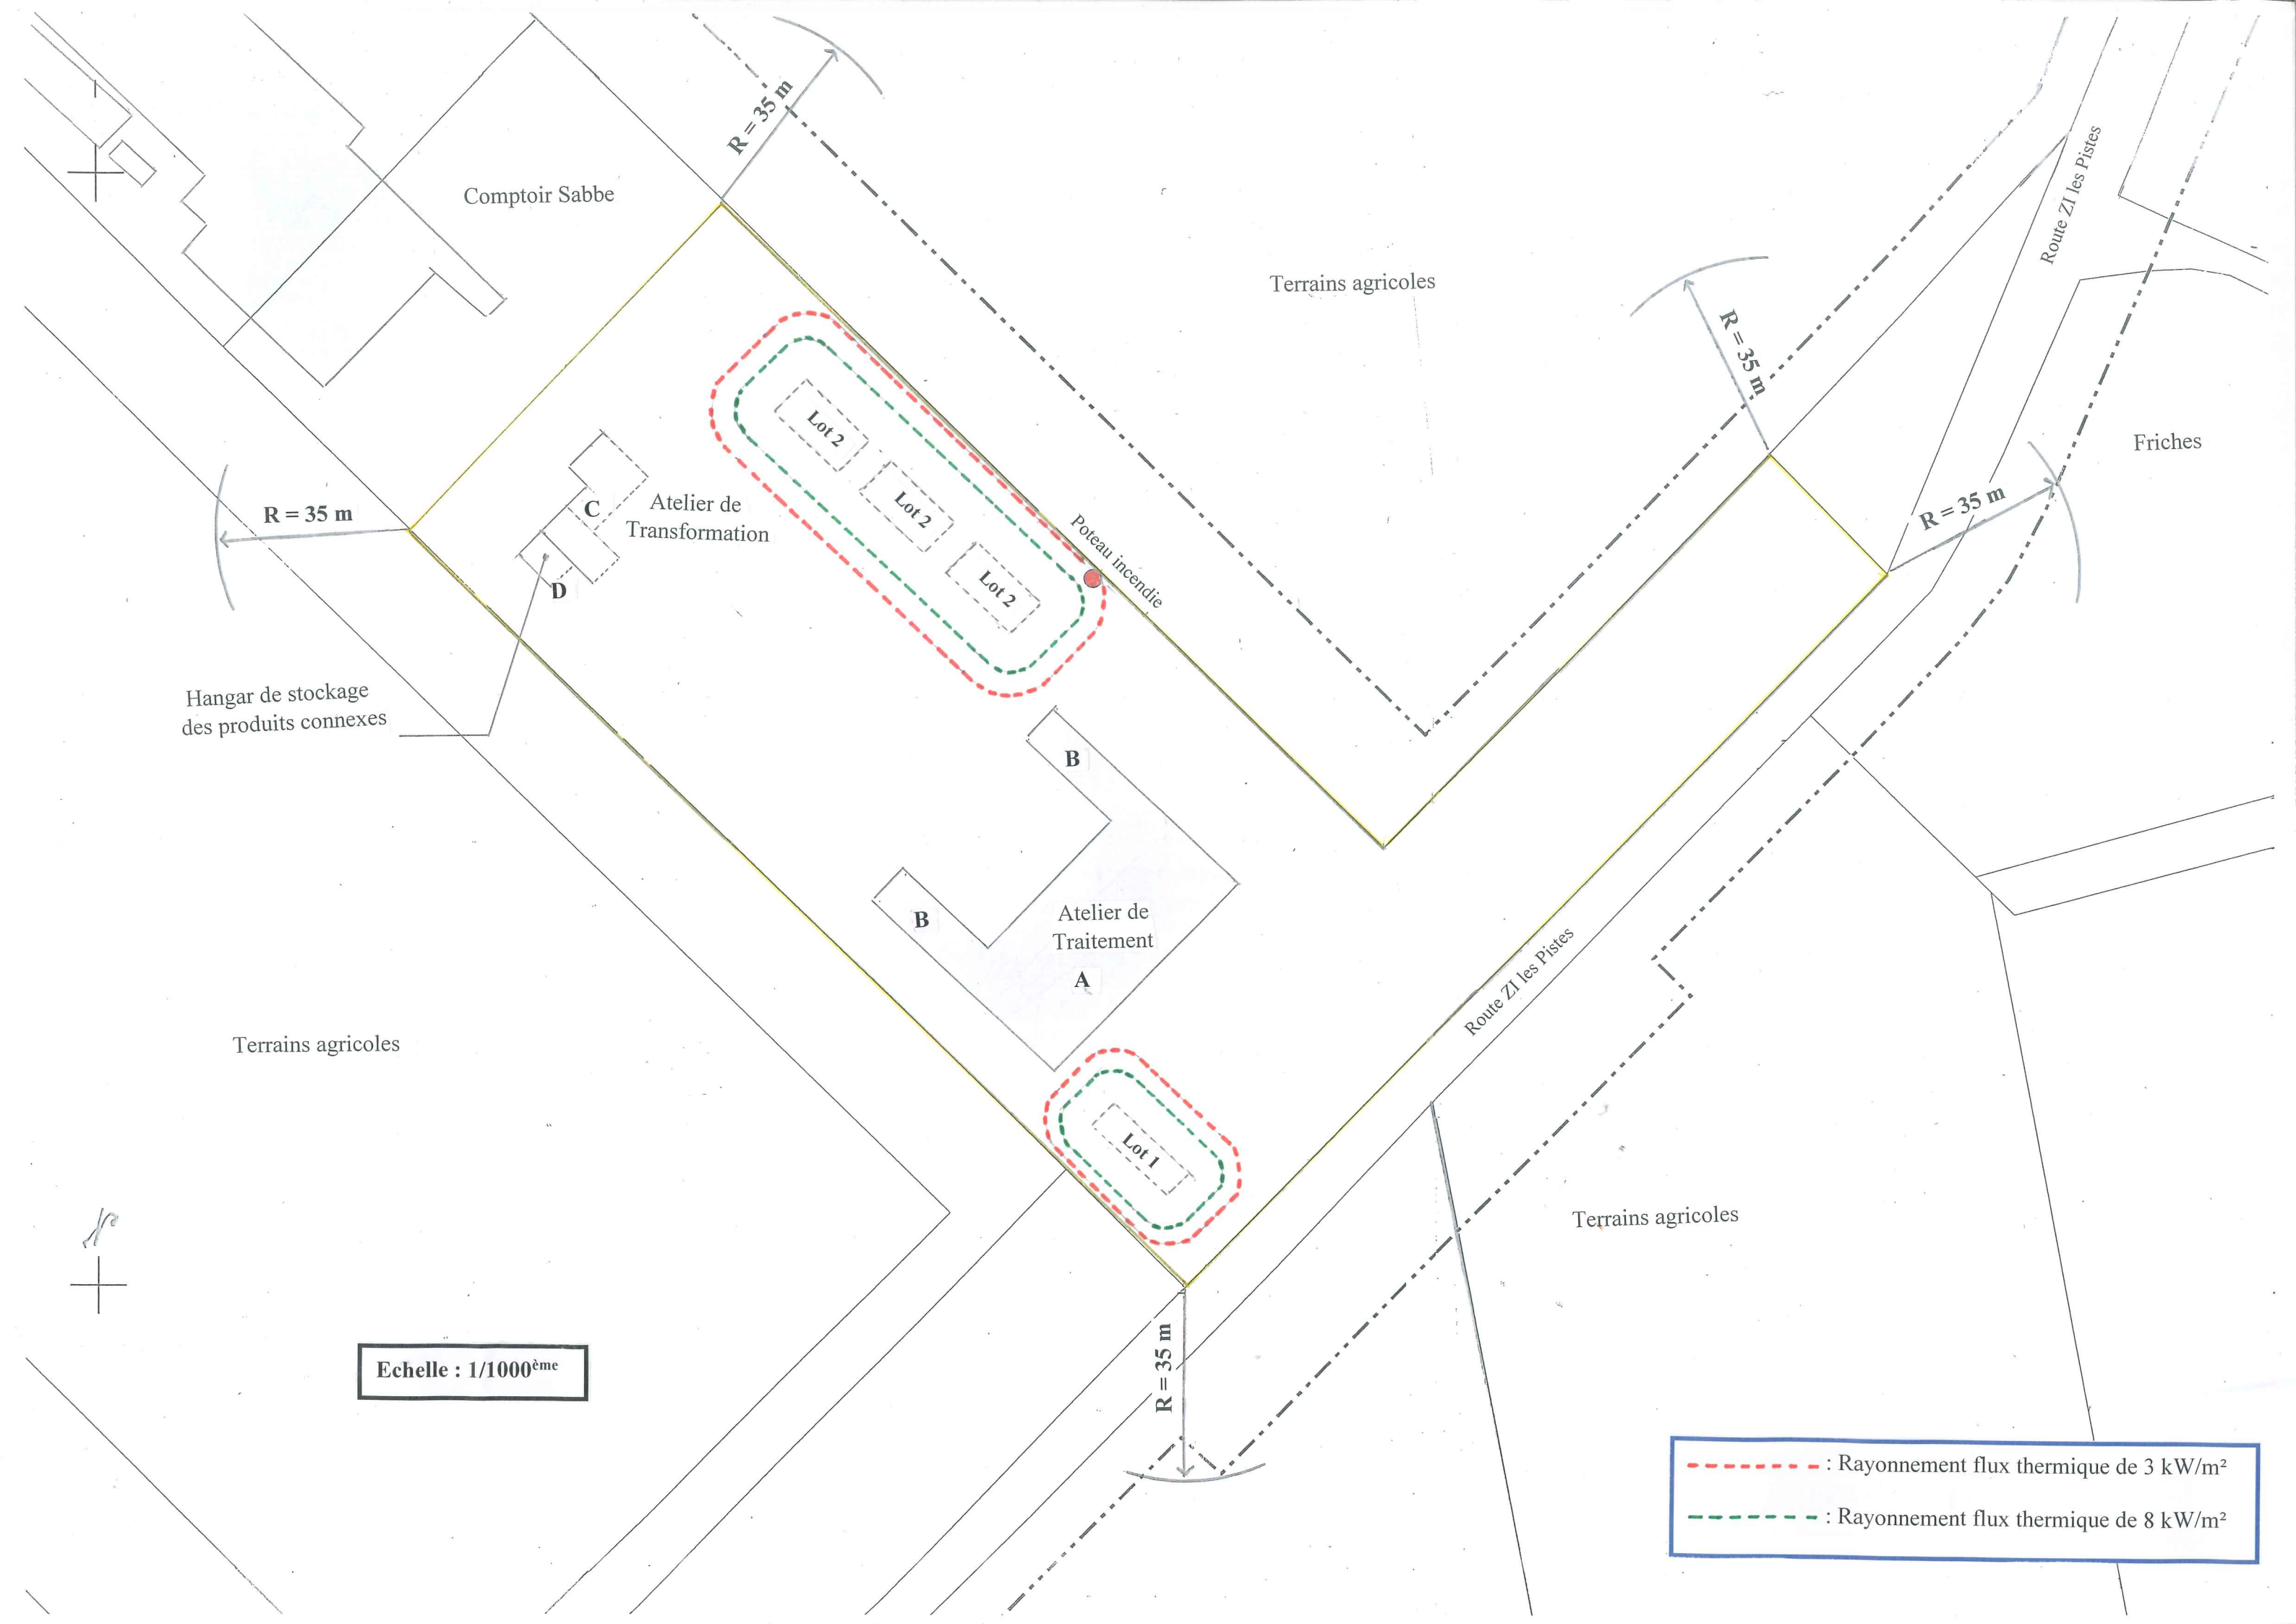 R = 35 m
Comptoir Sabbe
Route ZI les Pistes
Terrains agricoles
R = 35 m
Lot 2
Friches
Lot 2
C
Atelier de
Transformation
R = 35 m
R = 35 m
Poteau incendie
Lot 2
D
Hangar de stockage
des produits connexes
B
B
Atelier de
Traitement
A
Route ZI les Pistes
Terrains agricoles
Lot 1
Terrains agricoles
R = 35 m
Echelle : 1/1000ème
: Rayonnement flux thermique de 3 kW/m²
: Rayonnement flux thermique de 8 kW/m²